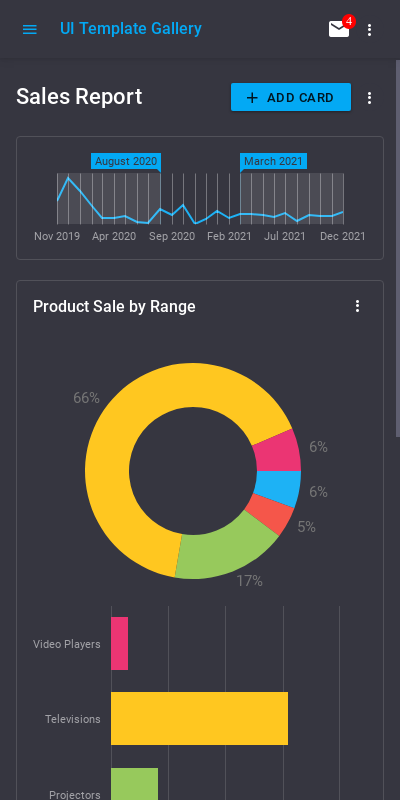 UI Template Gallery
4
Sales Report
ADD CARD
August 2020
March 2021
Nov 2019
Apr 2020
Sep 2020
Feb 2021
Jul 2021
Dec 2021
Product Sale by Range
66%
6%
6%
5%
17%
Video Players
Televisions
Projectors